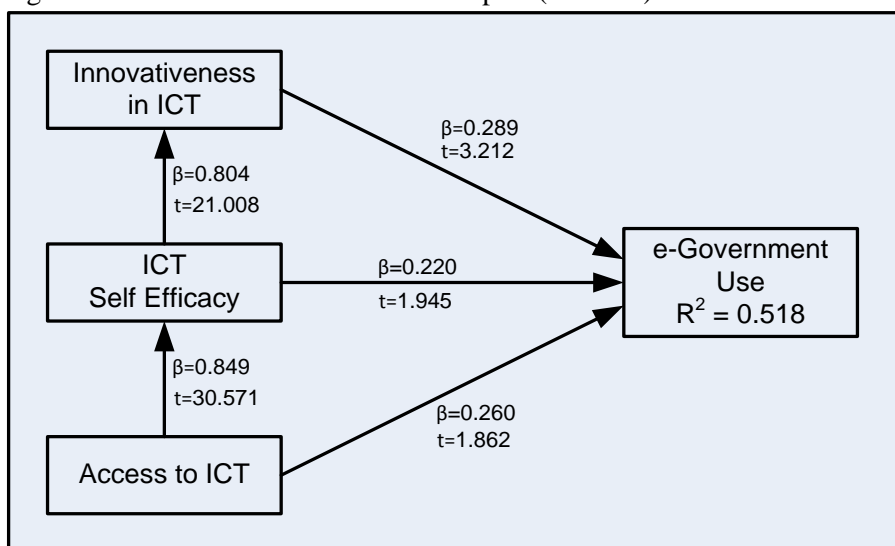 Innovativeness
in ICT
β=0.289
t=3.212
β=0.804
t=21.008
ICT
Self Efficacy
β=0.220
t=1.945
e-Government
Use
R² = 0.518
β=0.849
t=30.571
β=0.260
t=1.862
Access to ICT